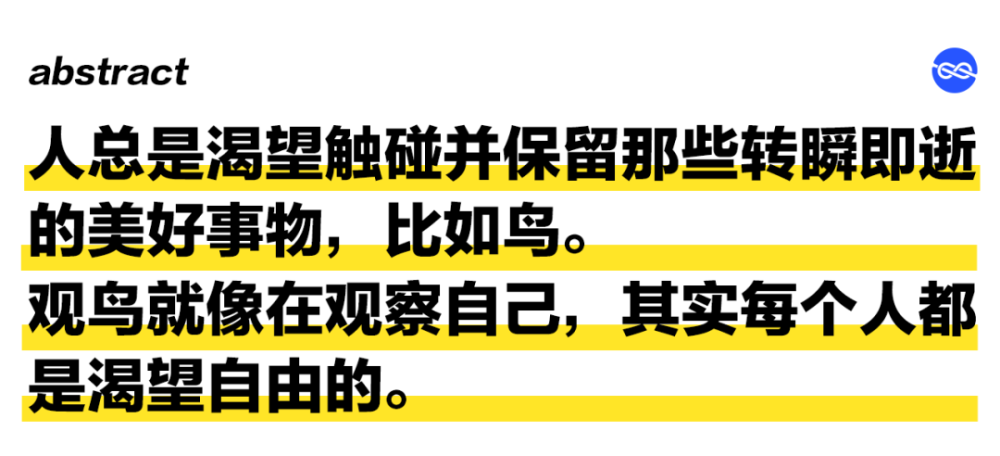 abstract
人总是渴望触碰并保留那些转瞬即逝
的美好事物，比如鸟。
观鸟就像在观察自己，其实每个人都
是渴望自由的。